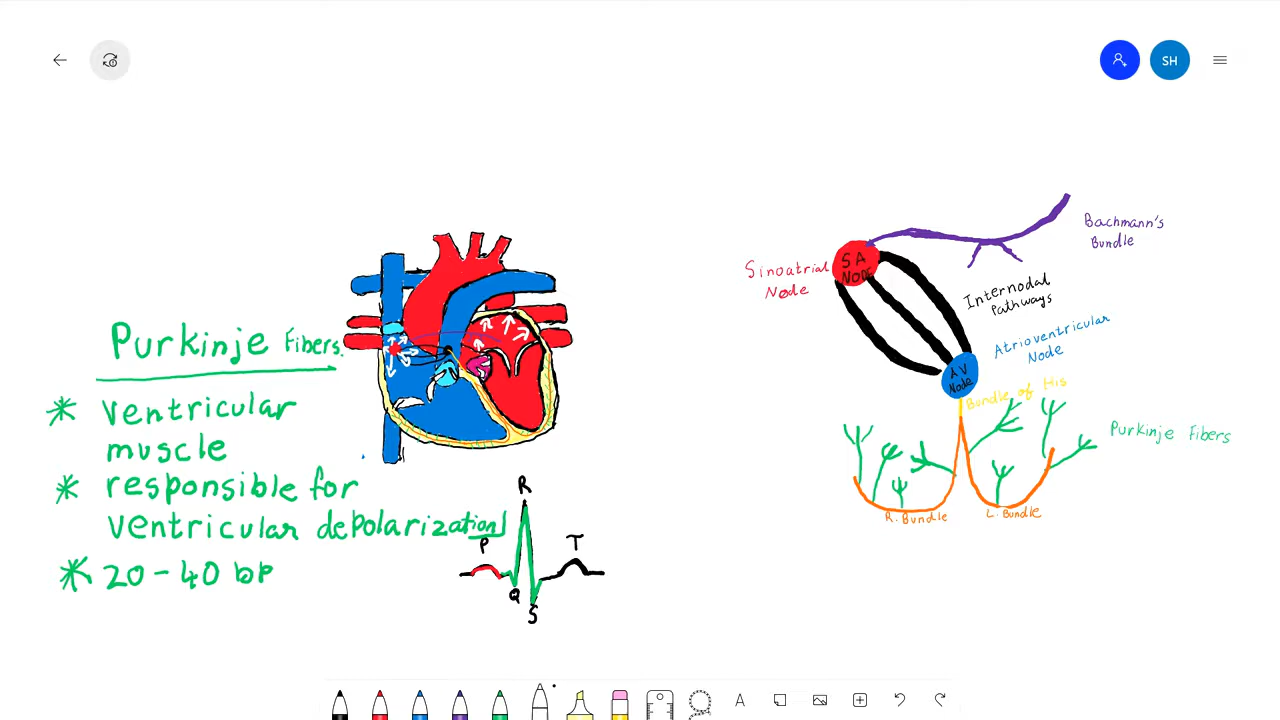 SH
Purkinje Fibers.
* ventricular
muscle
* responsible for
ventricular depolarization
* 20-40 bp
R
P
T
Q
S
Bachmann's
Bundle
Sinoatrial
Node
SA
NODE
Internodal
Pathways
Atrioventricular
Node
AV
Node
Bundle of His
Purkinje Fibers
R. Bundle
L. Bundle
A